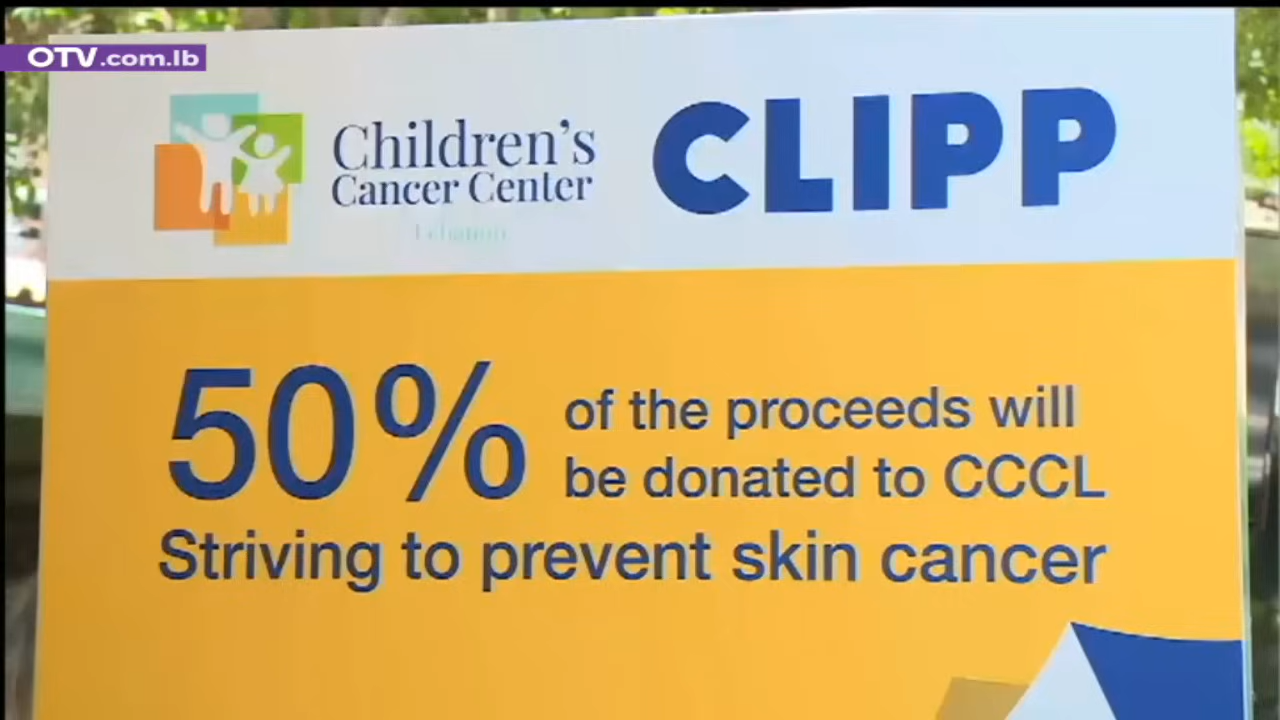 OTV.com.lb
Children's
Cancer Center
Lebanon
CLIPP
50% of the proceeds will
be donated to CCCL
Striving to prevent skin cancer